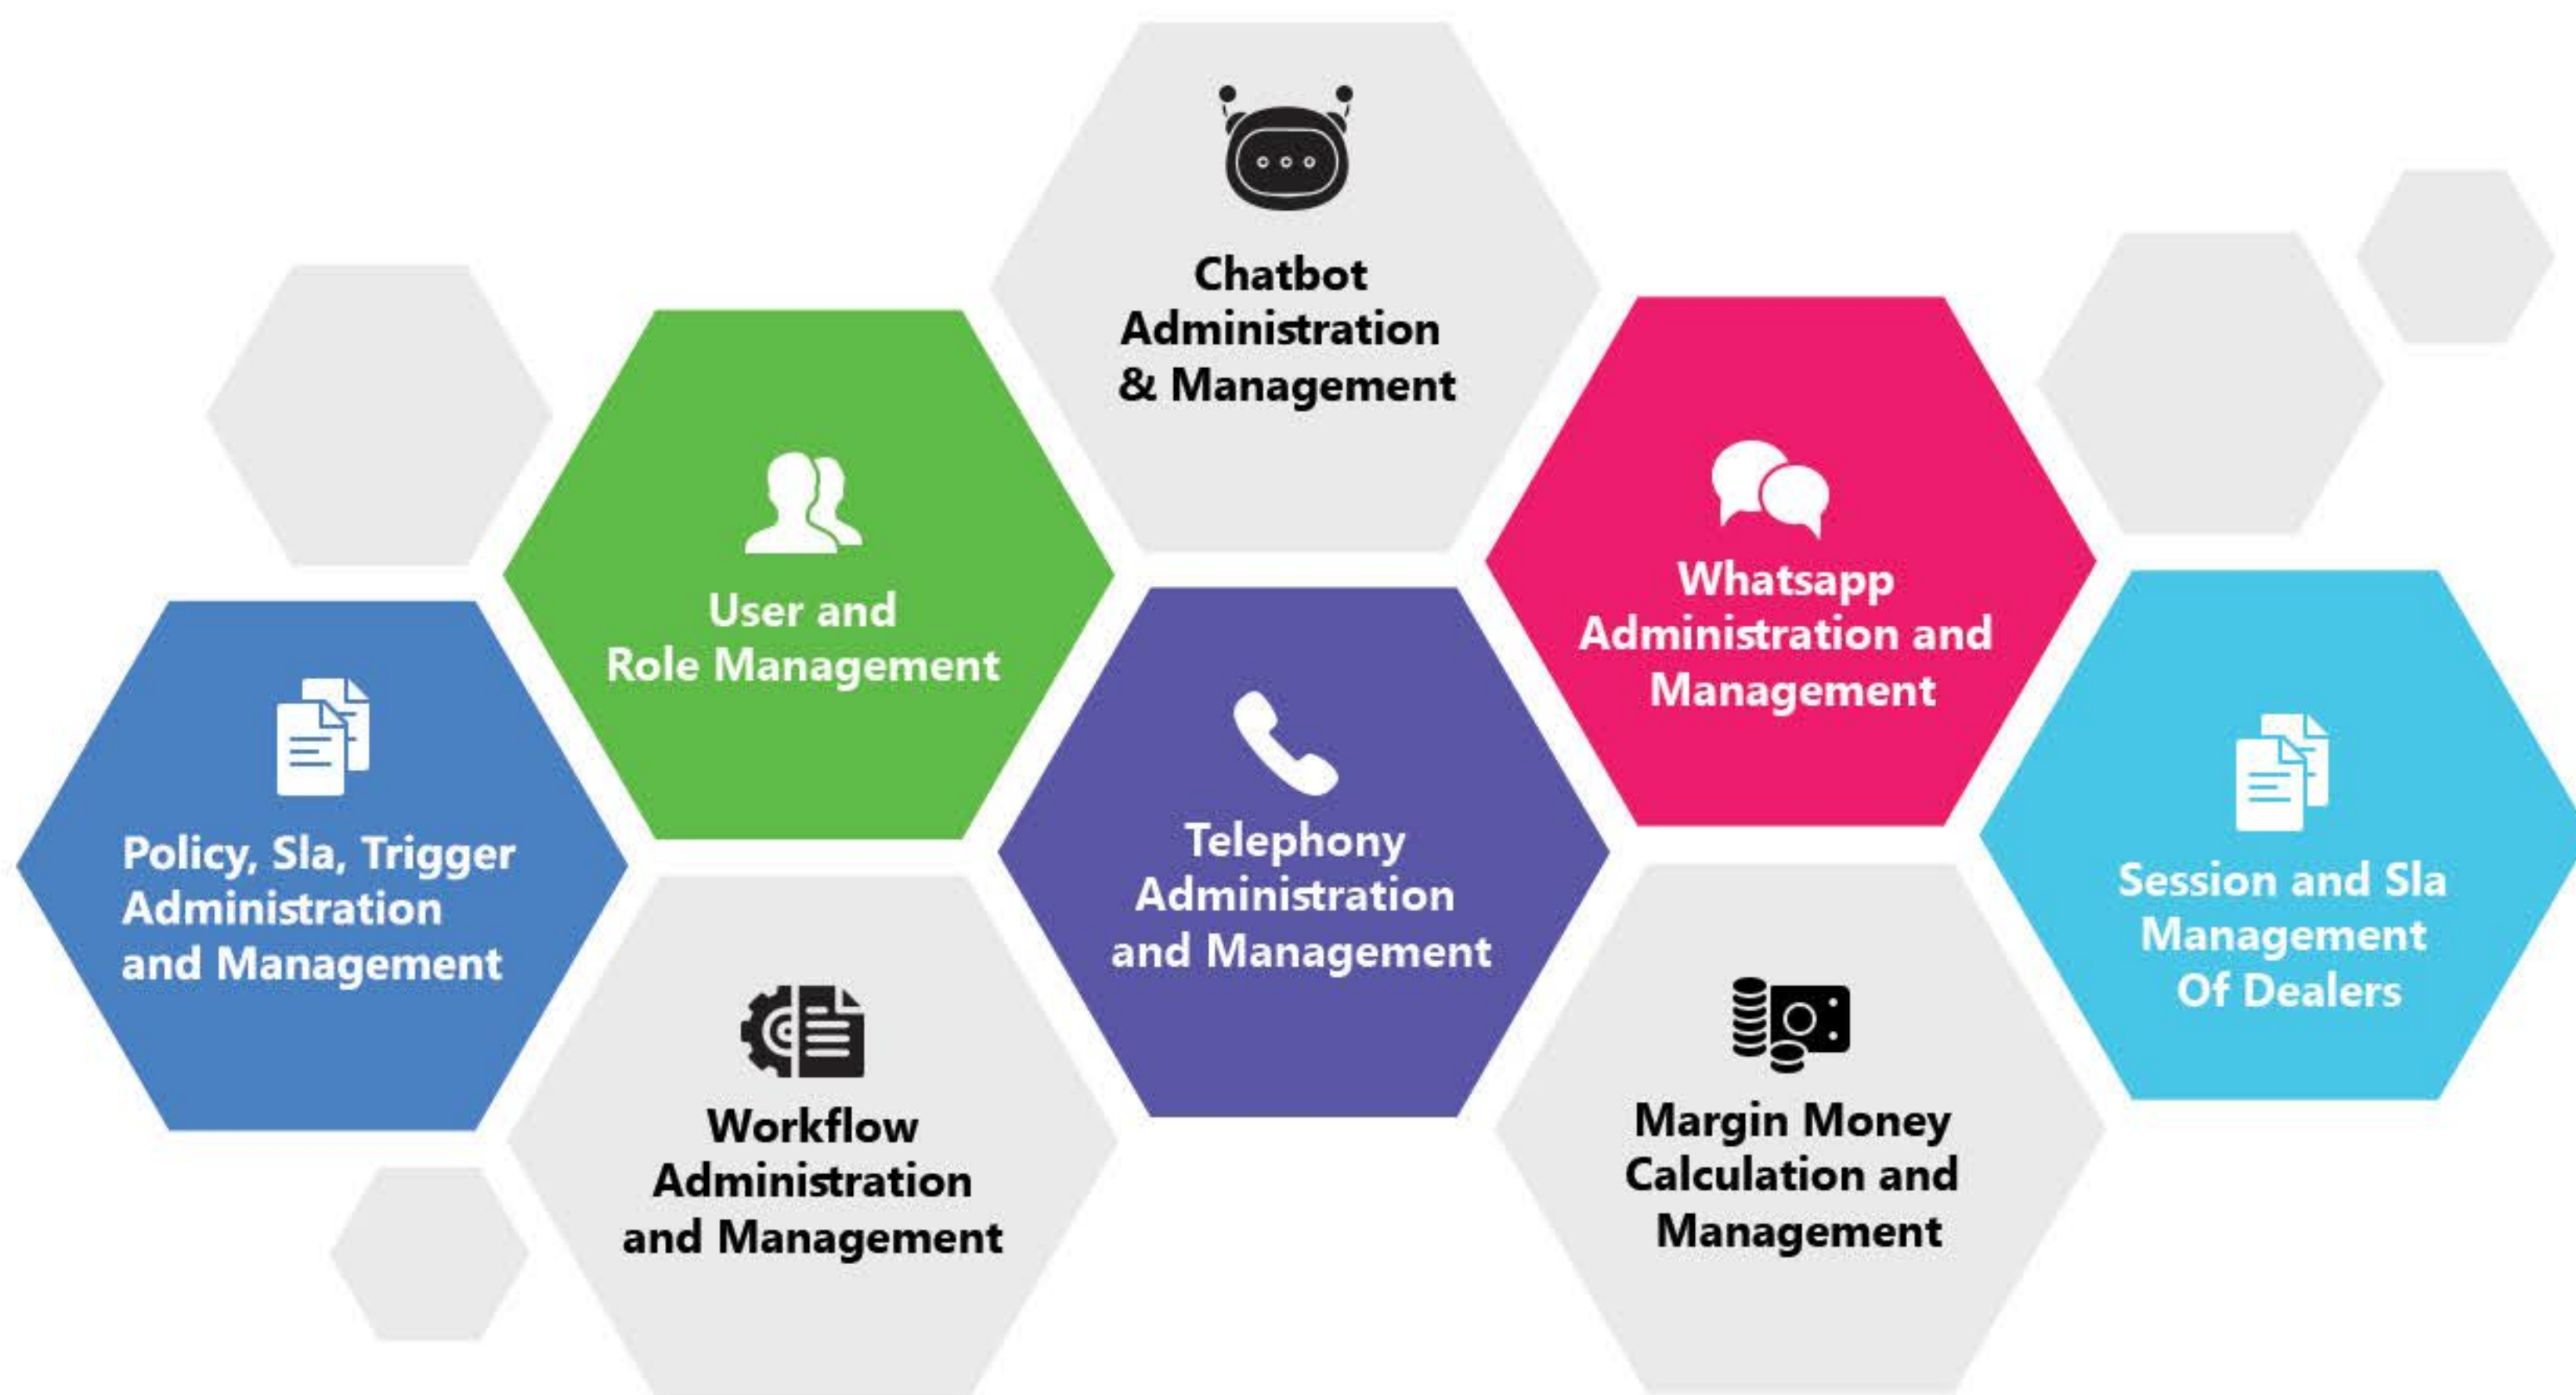 Chatbot
Administration
& Management
User and
Role Management
Whatsapp
Administration and
Management
Policy, Sla, Trigger
Administration
and Management
Telephony
Administration
and Management
Session and Sla
Management
Of Dealers
Workflow
Administration
and Management
Margin Money
Calculation and
Management